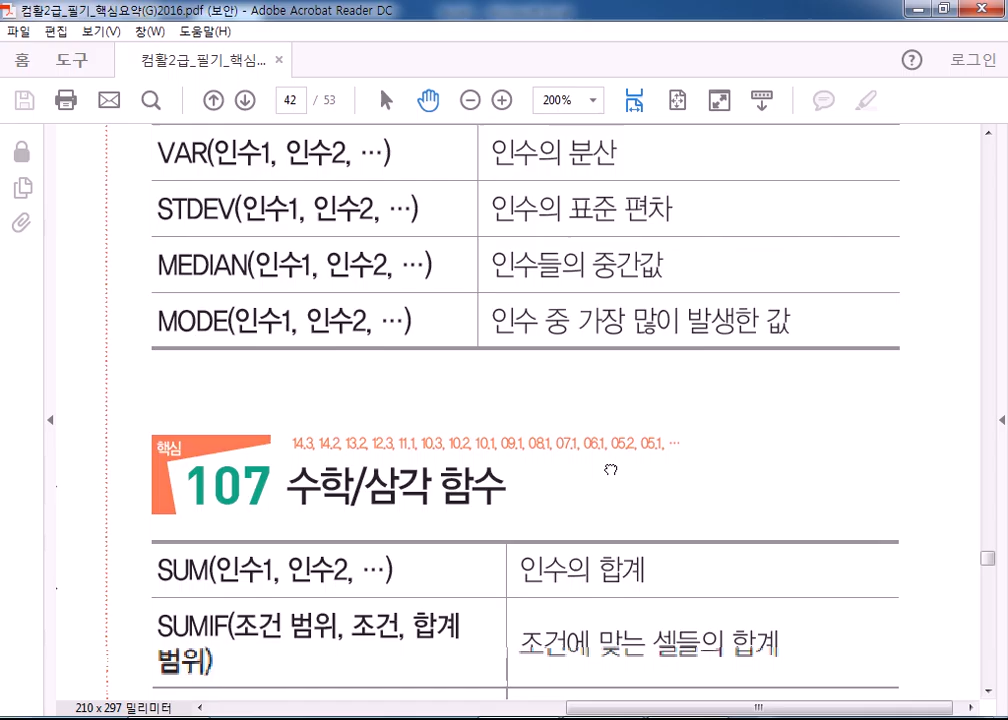 컴활2급_필기_핵심요약(G)2016.pdf (보안) - Adobe Acrobat Reader DC
파일 편집 보기(V) 창(W) 도움말(H)
홈 도구 컴활2급_필기_핵심... × 로그인
42 / 53 200%
VAR(인수1, 인수2, …) 인수의 분산
STDEV(인수1, 인수2, …) 인수의 표준 편차
MEDIAN(인수1, 인수2, …) 인수들의 중간값
MODE(인수1, 인수2, …) 인수 중 가장 많이 발생한 값
핵심 14.3, 14.2, 13.2, 12.3, 11.1, 10.3, 10.2, 10.1, 09.1, 08.1, 07.1, 06.1, 05.2, 05.1, …
107 수학/삼각 함수
SUM(인수1, 인수2, …) 인수의 합계
SUMIF(조건 범위, 조건, 합계
범위) 조건에 맞는 셀들의 합계
210 x 297 밀리미터